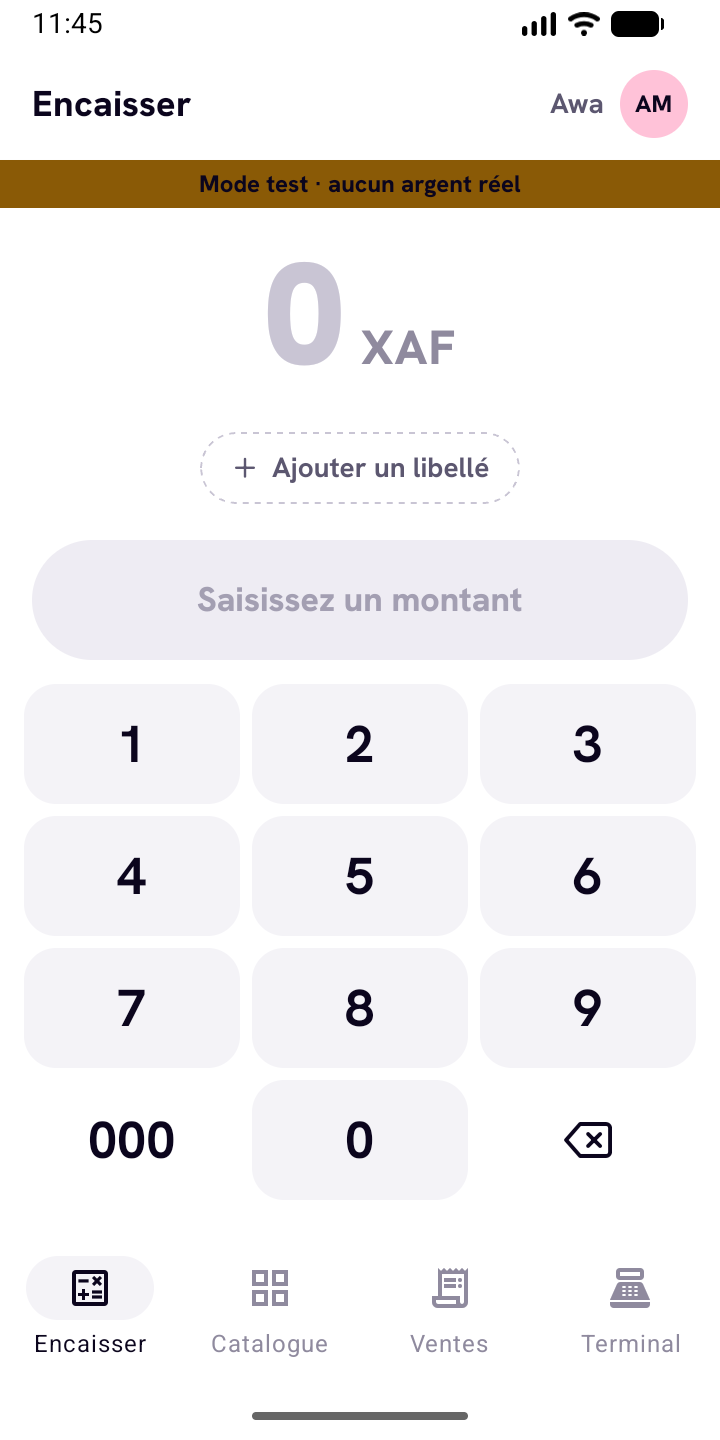 11:45
Encaisser
Awa AM
Mode test · aucun argent réel
0 XAF
+ Ajouter un libellé
Saisissez un montant
1 2 3
4 5 6
7 8 9
000 0
Encaisser Catalogue Ventes Terminal